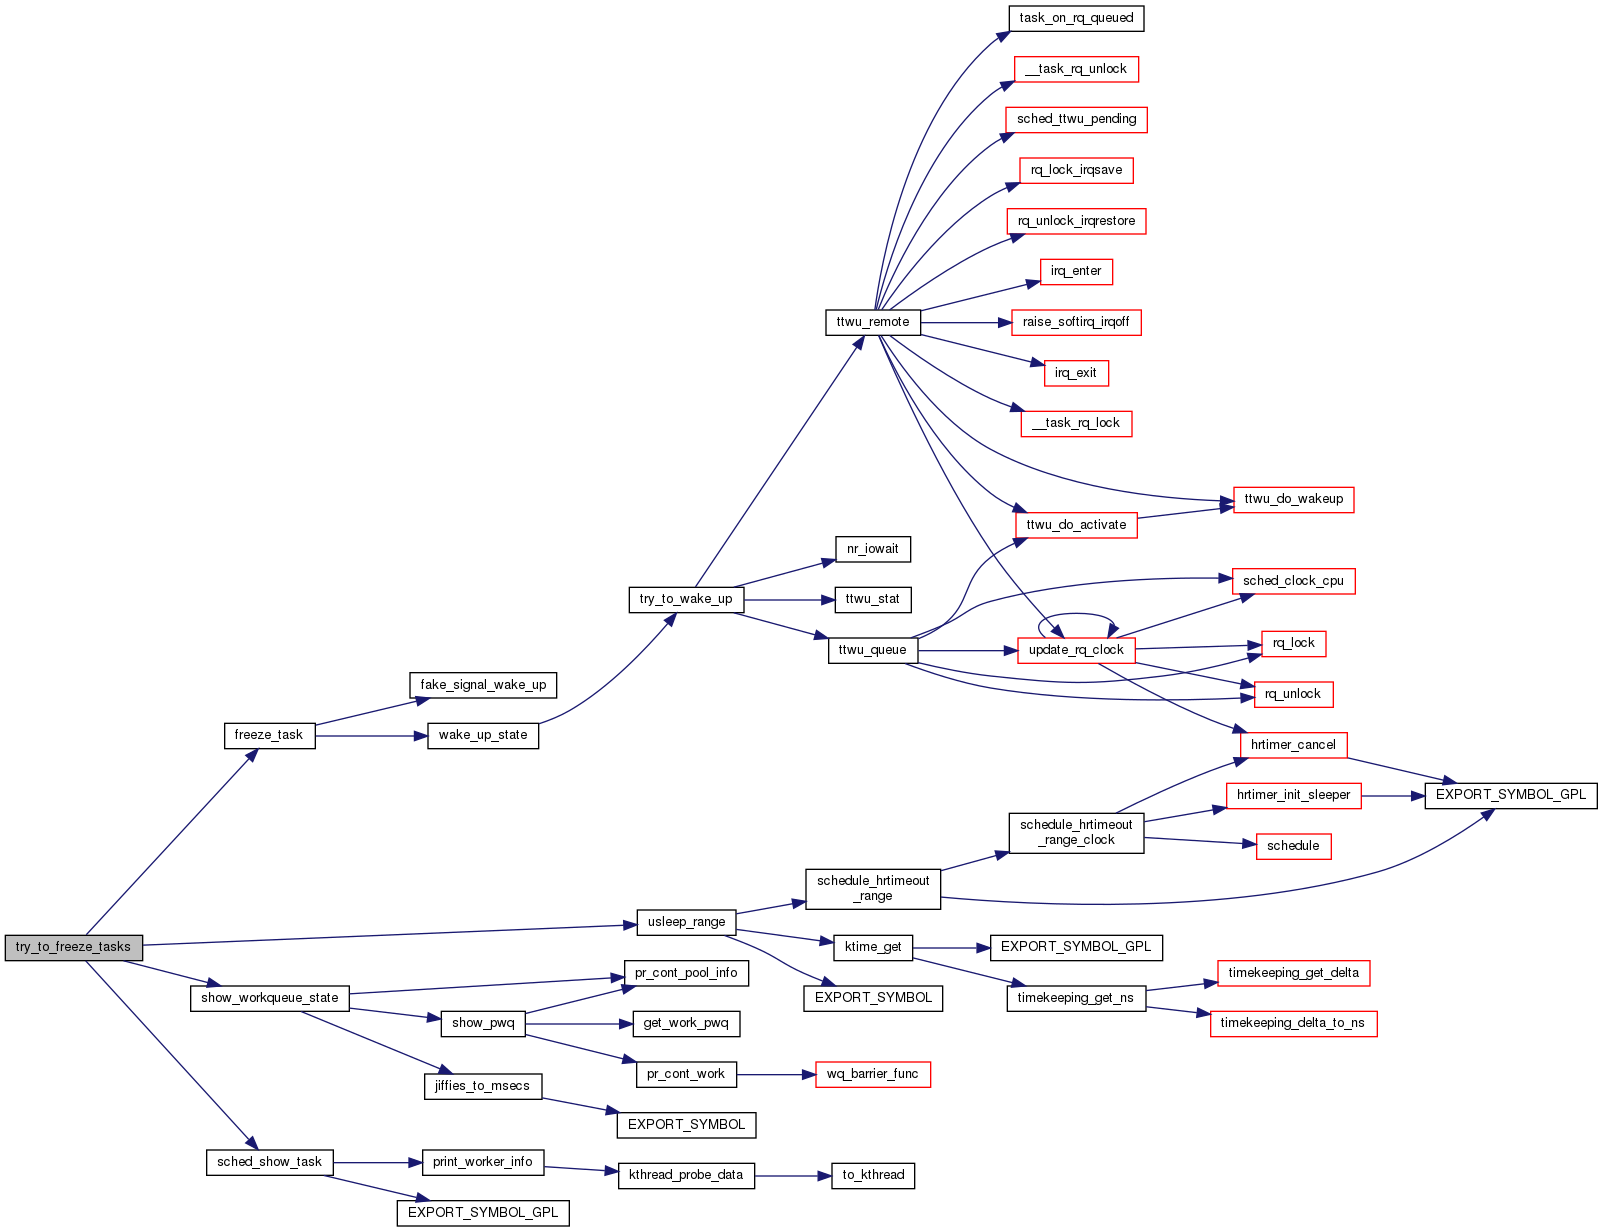 task_on_rq_queued
__task_rq_unlock
sched_ttwu_pending
rq_lock_irqsave
rq_unlock_irqrestore
irq_enter
ttwu_remote
raise_softirq_irqoff
irq_exit
__task_rq_lock
ttwu_do_wakeup
ttwu_do_activate
nr_iowait
sched_clock_cpu
try_to_wake_up
ttwu_stat
ttwu_queue
update_rq_clock
rq_lock
fake_signal_wake_up
rq_unlock
freeze_task
wake_up_state
hrtimer_cancel
hrtimer_init_sleeper
EXPORT_SYMBOL_GPL
schedule_hrtimeout
_range_clock
schedule
schedule_hrtimeout
_range
usleep_range
try_to_freeze_tasks
ktime_get
EXPORT_SYMBOL_GPL
pr_cont_pool_info
timekeeping_get_delta
show_workqueue_state
EXPORT_SYMBOL
timekeeping_get_ns
show_pwq
get_work_pwq
timekeeping_delta_to_ns
pr_cont_work
wq_barrier_func
jiffies_to_msecs
EXPORT_SYMBOL
sched_show_task
print_worker_info
kthread_probe_data
to_kthread
EXPORT_SYMBOL_GPL